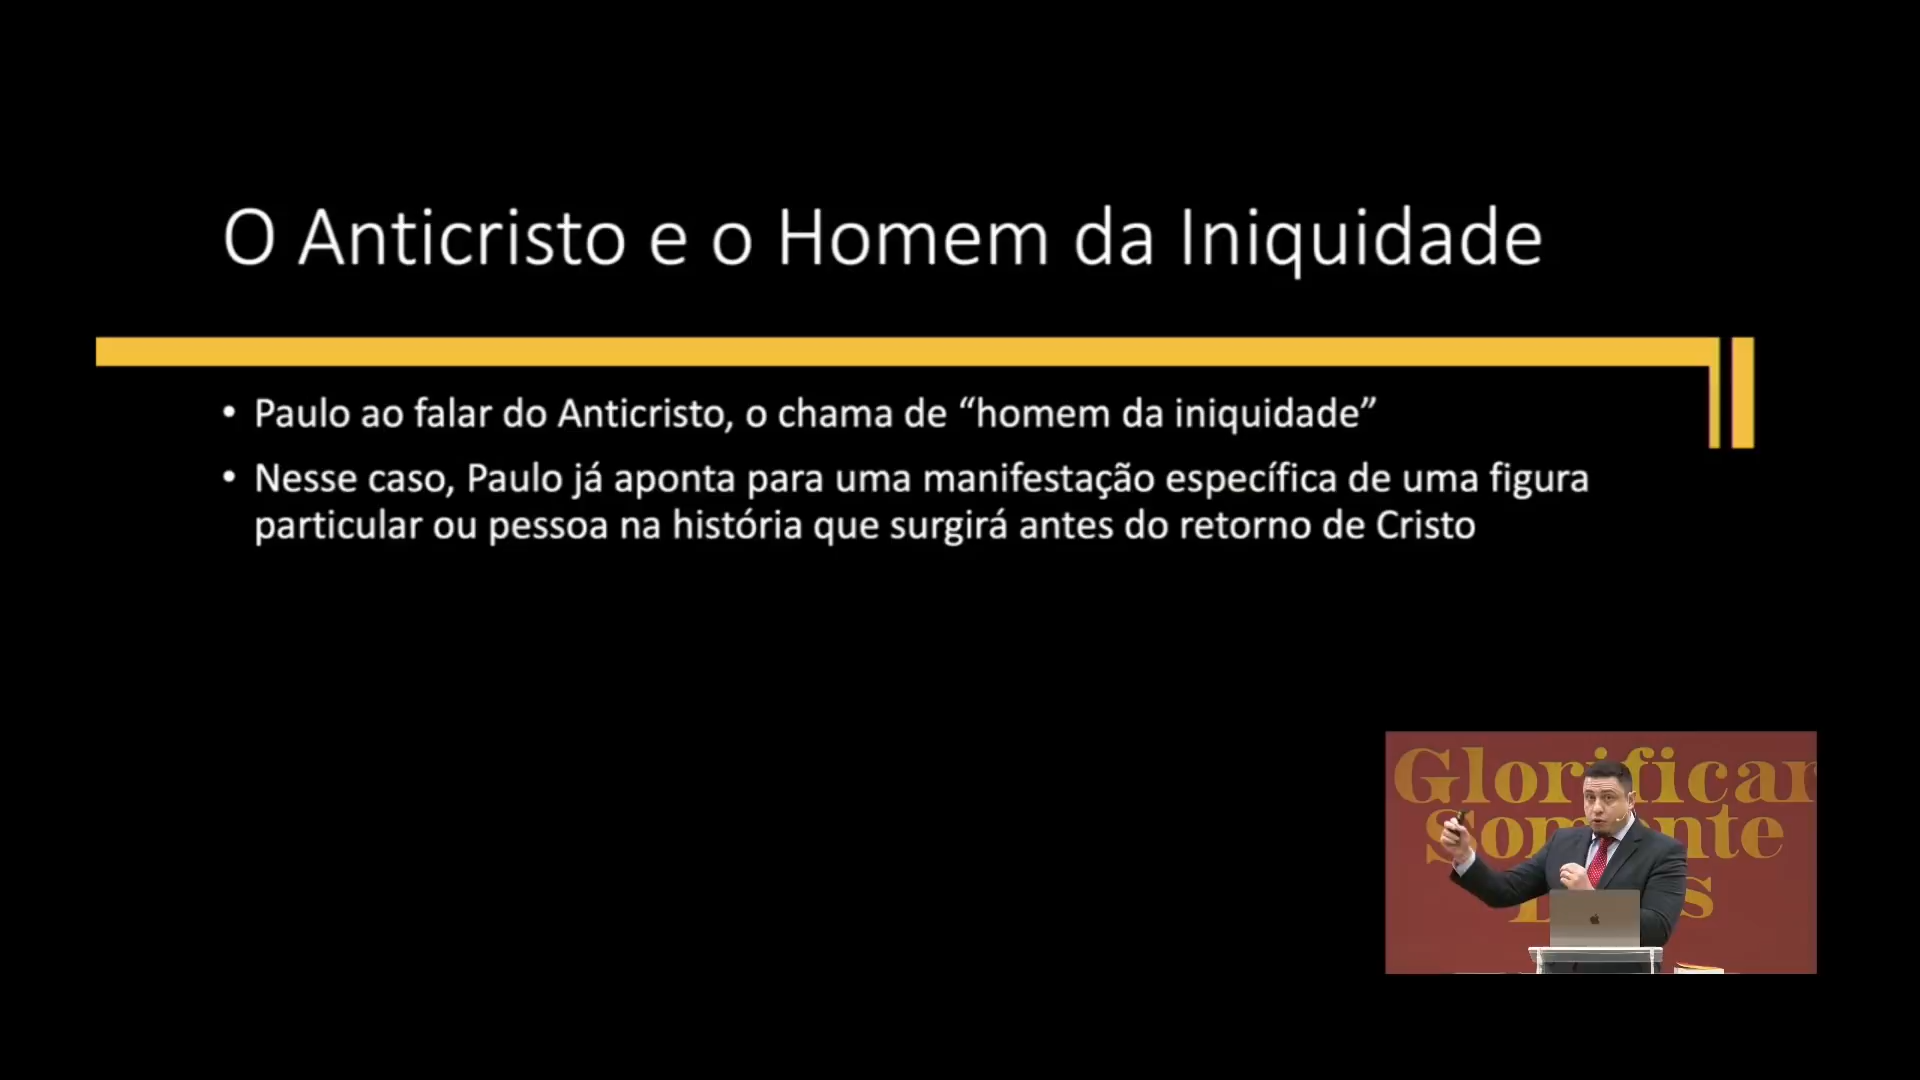 O Anticristo e o Homem da Iniquidade
• Paulo ao falar do Anticristo, o chama de “homem da iniquidade”
• Nesse caso, Paulo já aponta para uma manifestação específica de uma figura
particular ou pessoa na história que surgirá antes do retorno de Cristo
Glorificar
Somente